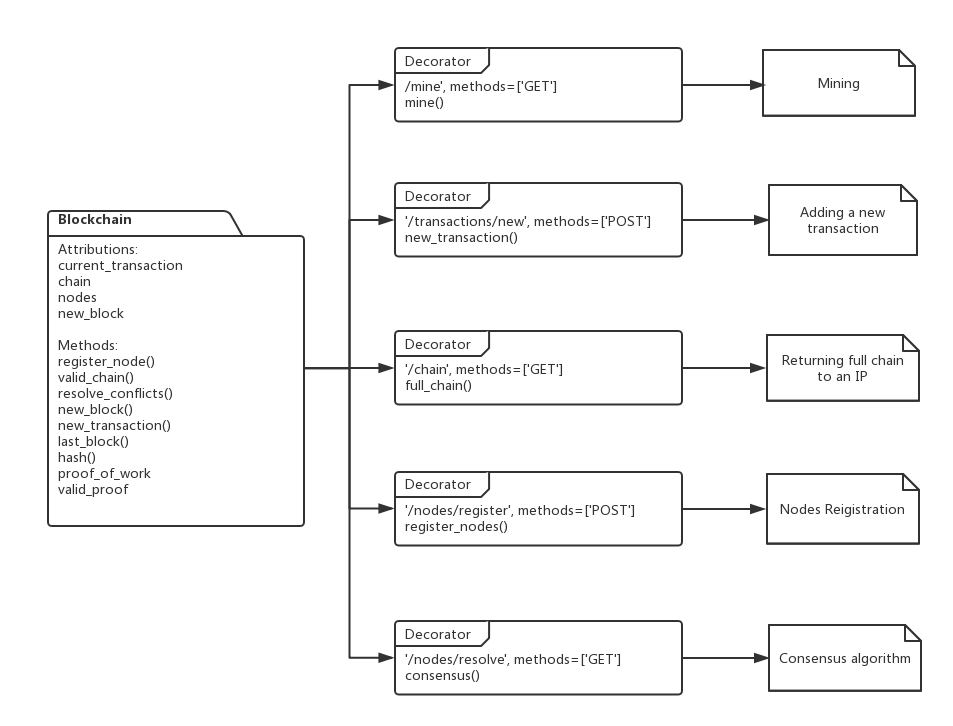 Blockchain
Attributions:
current_transaction
chain
nodes
new_block
Methods:
register_node()
valid_chain()
resolve_conflicts()
new_block()
new_transaction()
last_block()
hash()
proof_of_work
valid_proof
Decorator
/mine', methods=['GET']
mine()
Mining
Decorator
'/transactions/new', methods=['POST']
new_transaction()
Adding a new
transaction
Decorator
'/chain', methods=['GET']
full_chain()
Returning full chain
to an IP
Decorator
'/nodes/register', methods=['POST']
register_nodes()
Nodes Reigistration
Decorator
'/nodes/resolve', methods=['GET']
consensus()
Consensus algorithm